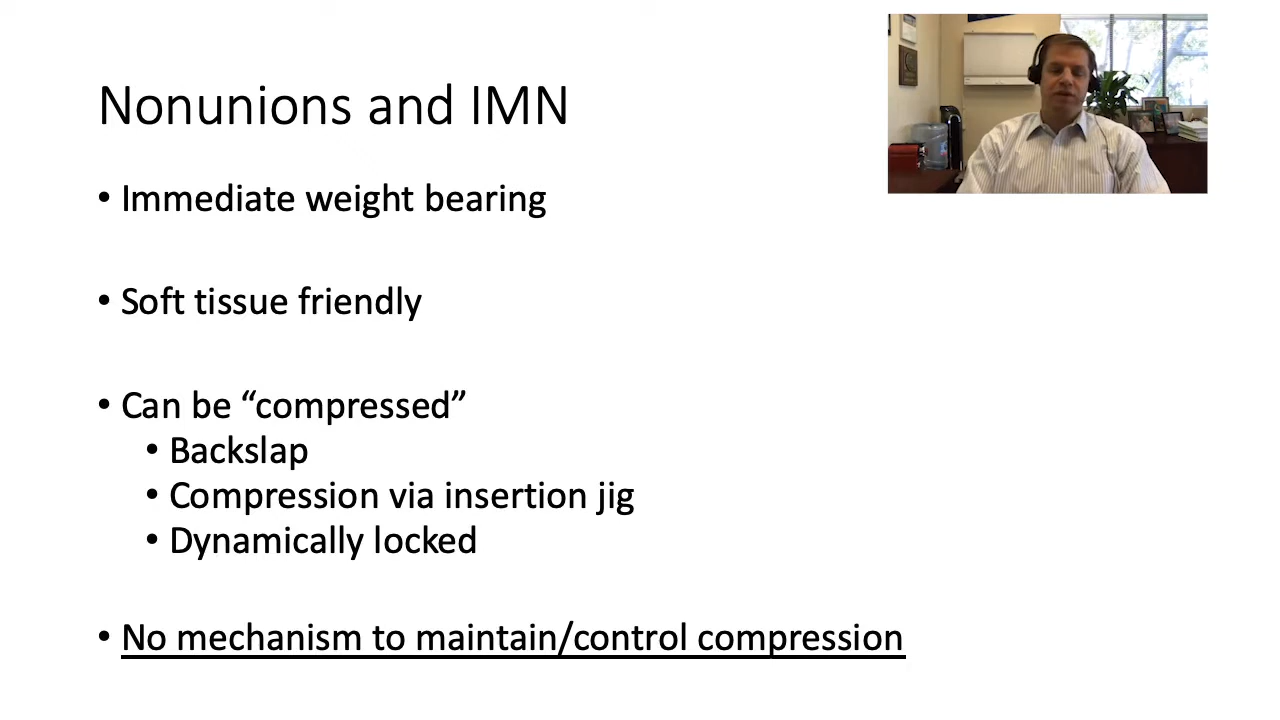 Nonunions and IMN
• Immediate weight bearing
• Soft tissue friendly
• Can be “compressed”
• Backslap
• Compression via insertion jig
• Dynamically locked
• No mechanism to maintain/control compression